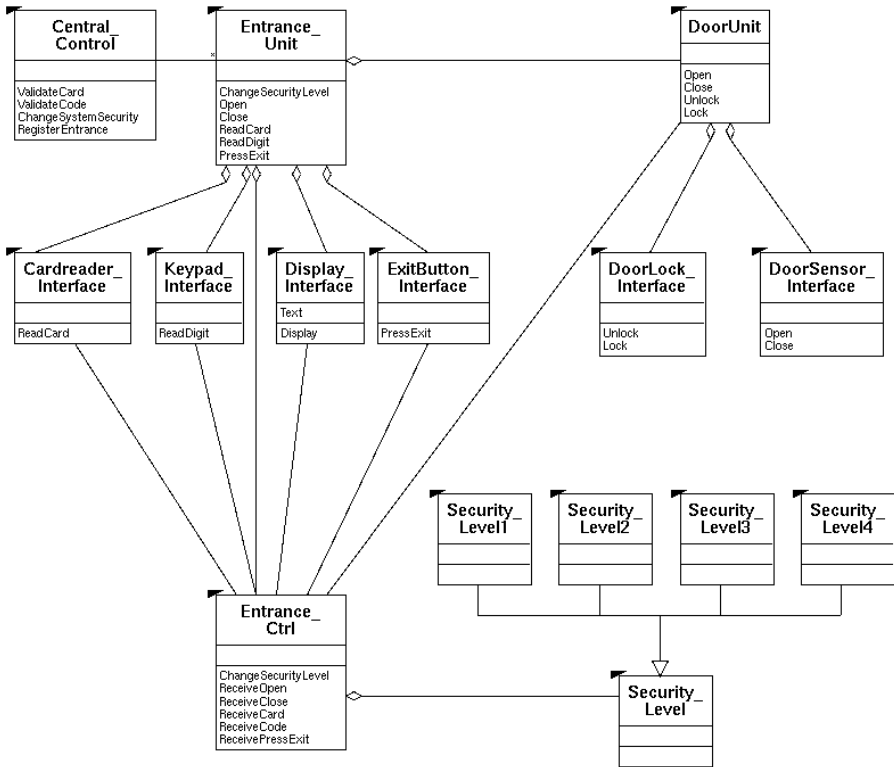 Central_
Control
ValidateCard
ValidateCode
ChangeSystemSecurity
RegisterEntrance
*
Entrance_
Unit
ChangeSecurityLevel
Open
Close
ReadCard
ReadDigit
PressExit
DoorUnit
Open
Close
Unlock
Lock
Cardreader_
Interface
ReadCard
Keypad_
Interface
ReadDigit
Display_
Interface
Text
Display
ExitButton_
Interface
PressExit
DoorLock_
Interface
Unlock
Lock
DoorSensor_
Interface
Open
Close
Security_
Level1
Security_
Level2
Security_
Level3
Security_
Level4
Entrance_
Ctrl
ChangeSecurityLevel
ReceiveOpen
ReceiveClose
ReceiveCard
ReceiveCode
ReceivePressExit
Security_
Level